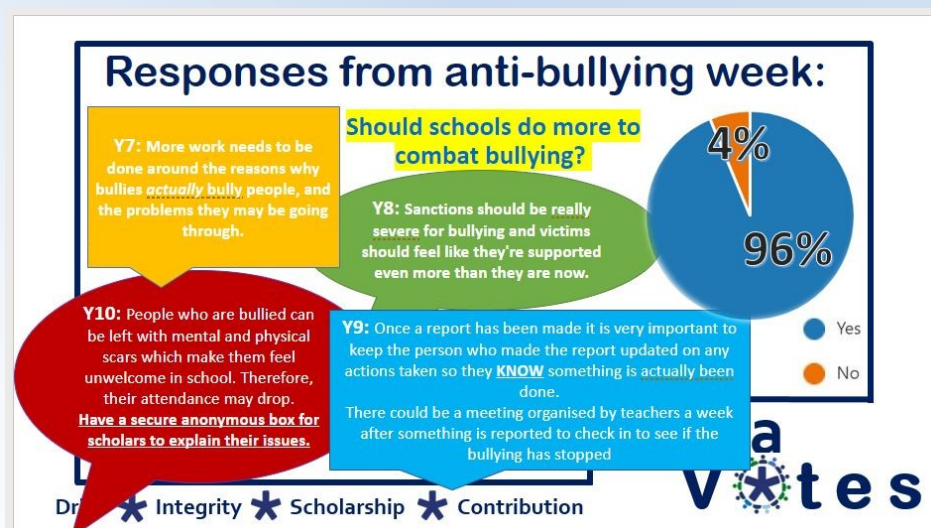 Responses from anti-bullying week:
Should schools do more to
combat bullying?
Y7: More work needs to be
done around the reasons why
bullies actually bully people, and
the problems they may be going
through.
Y8: Sanctions should be really
severe for bullying and victims
should feel like they're supported
even more than they are now.
4%
96%
Yes
No
Y10: People who are bullied can
be left with mental and physical
scars which make them feel
unwelcome in school. Therefore,
their attendance may drop.
Have a secure anonymous box for
scholars to explain their issues.
Y9: Once a report has been made it is very important to
keep the person who made the report updated on any
actions taken so they KNOW something is actually been
done.
There could be a meeting organised by teachers a week
after something is reported to check in to see if the
bullying has stopped
a
Votes
Integrity Scholarship Contribution